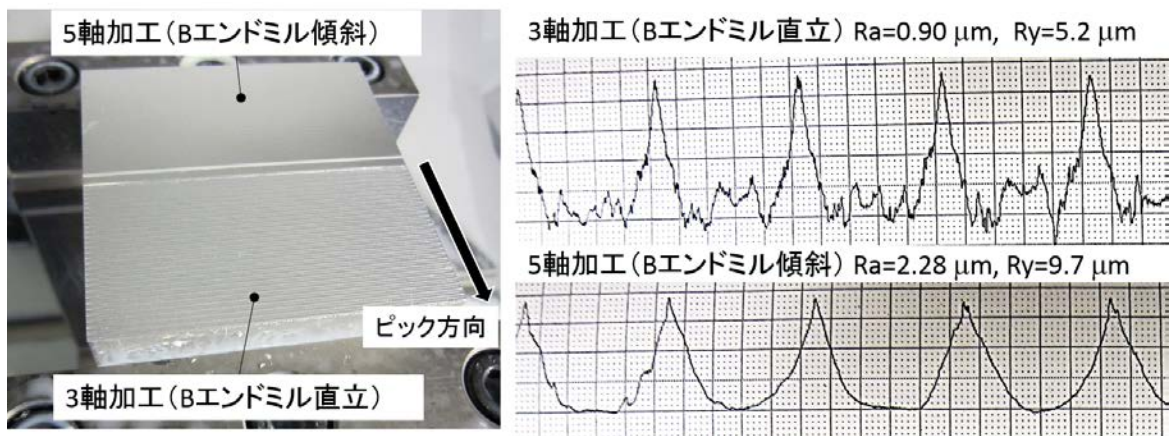 5軸加工(Bエンドミル傾斜)
ピック方向
3軸加工(Bエンドミル直立)
3軸加工(Bエンドミル直立) Ra=0.90 μm, Ry=5.2 μm
5軸加工(Bエンドミル傾斜) Ra=2.28 μm, Ry=9.7 μm